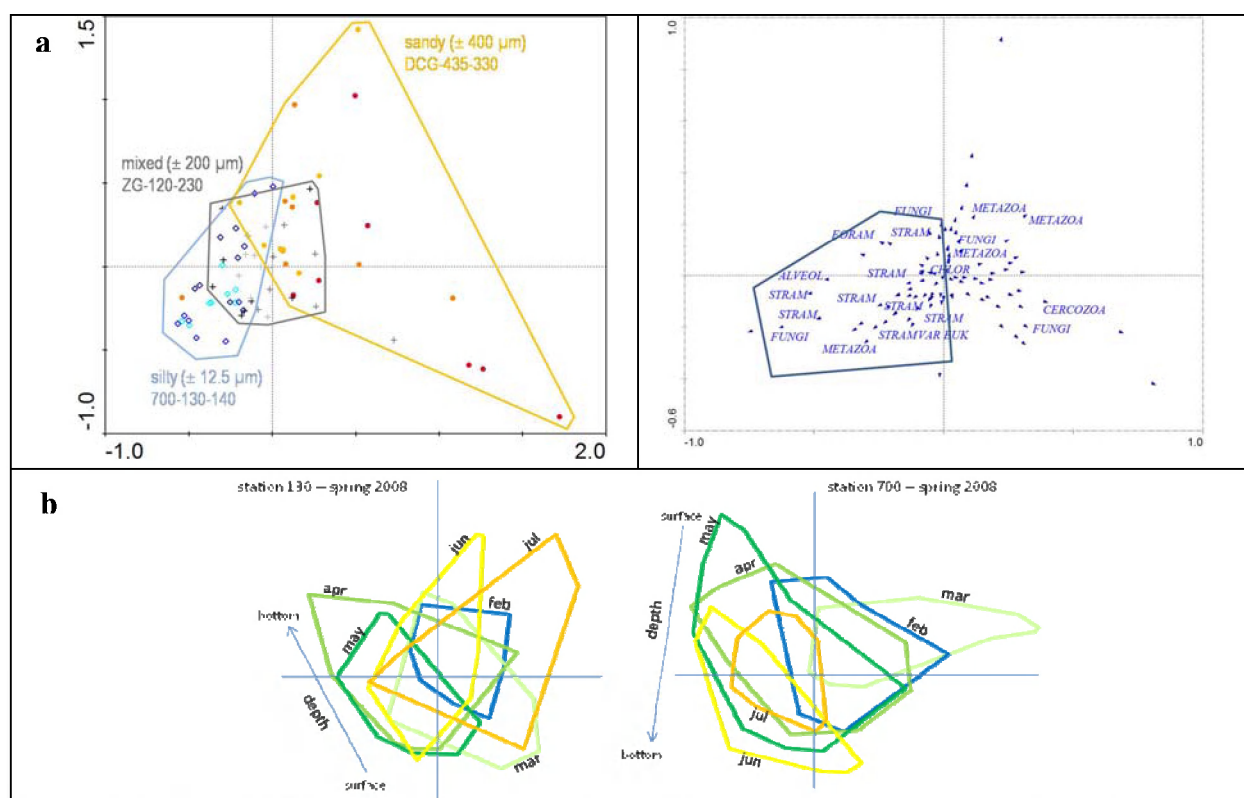 a
1.5
-1.0
-1.0
2.0
sandy (± 400 µm)
DCG-435-330
mixed (± 200 µm)
ZG-120-230
silty (± 12.5 µm)
700-130-140
1.0
-0.6
-1.0
1.0
FUNGI
METAZOA
METAZOA
FORAM
STRAM
FUNGI
METAZOA
ALVEOL
STRAM
CHLOR
STRAM
STRAM
STRAM
CERCOZOA
STRAM
STRAM
FUNGI
FUNGI
STRAM
VAR EUK
METAZOA
b
station 130 – spring 2008
jun
jul
apr
feb
bottom
may
depth
mar
surface
station 700 – spring 2008
surface
may
apr
mar
depth
feb
jul
bottom
jun